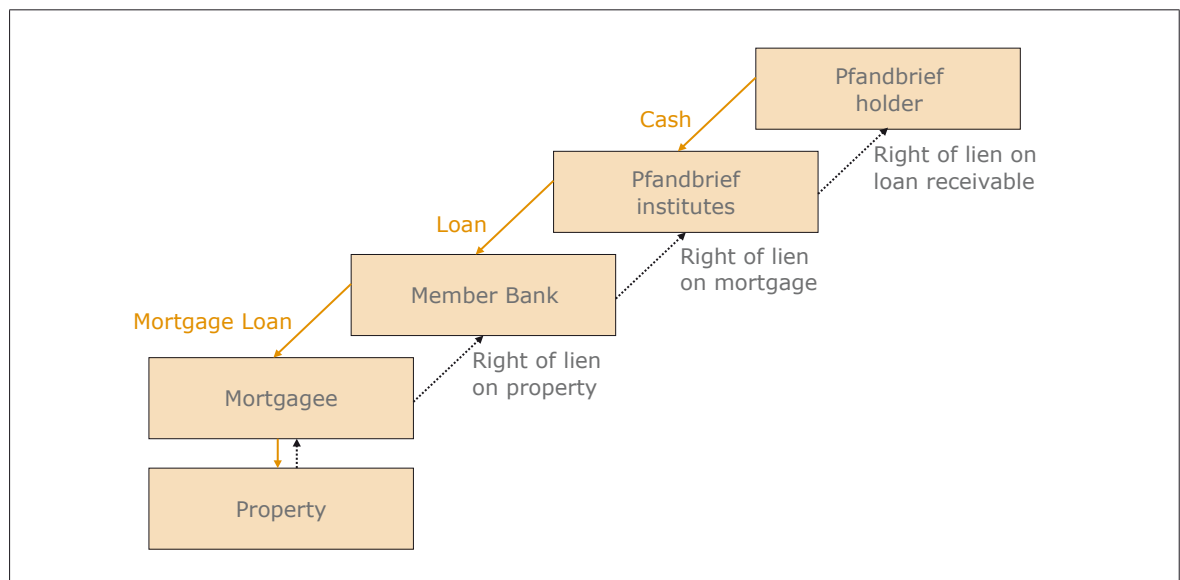 Pfandbrief
holder
Cash
Right of lien on
loan receivable
Pfandbrief
institutes
Loan
Right of lien
on mortgage
Member Bank
Mortgage Loan
Right of lien
on property
Mortgagee
Property